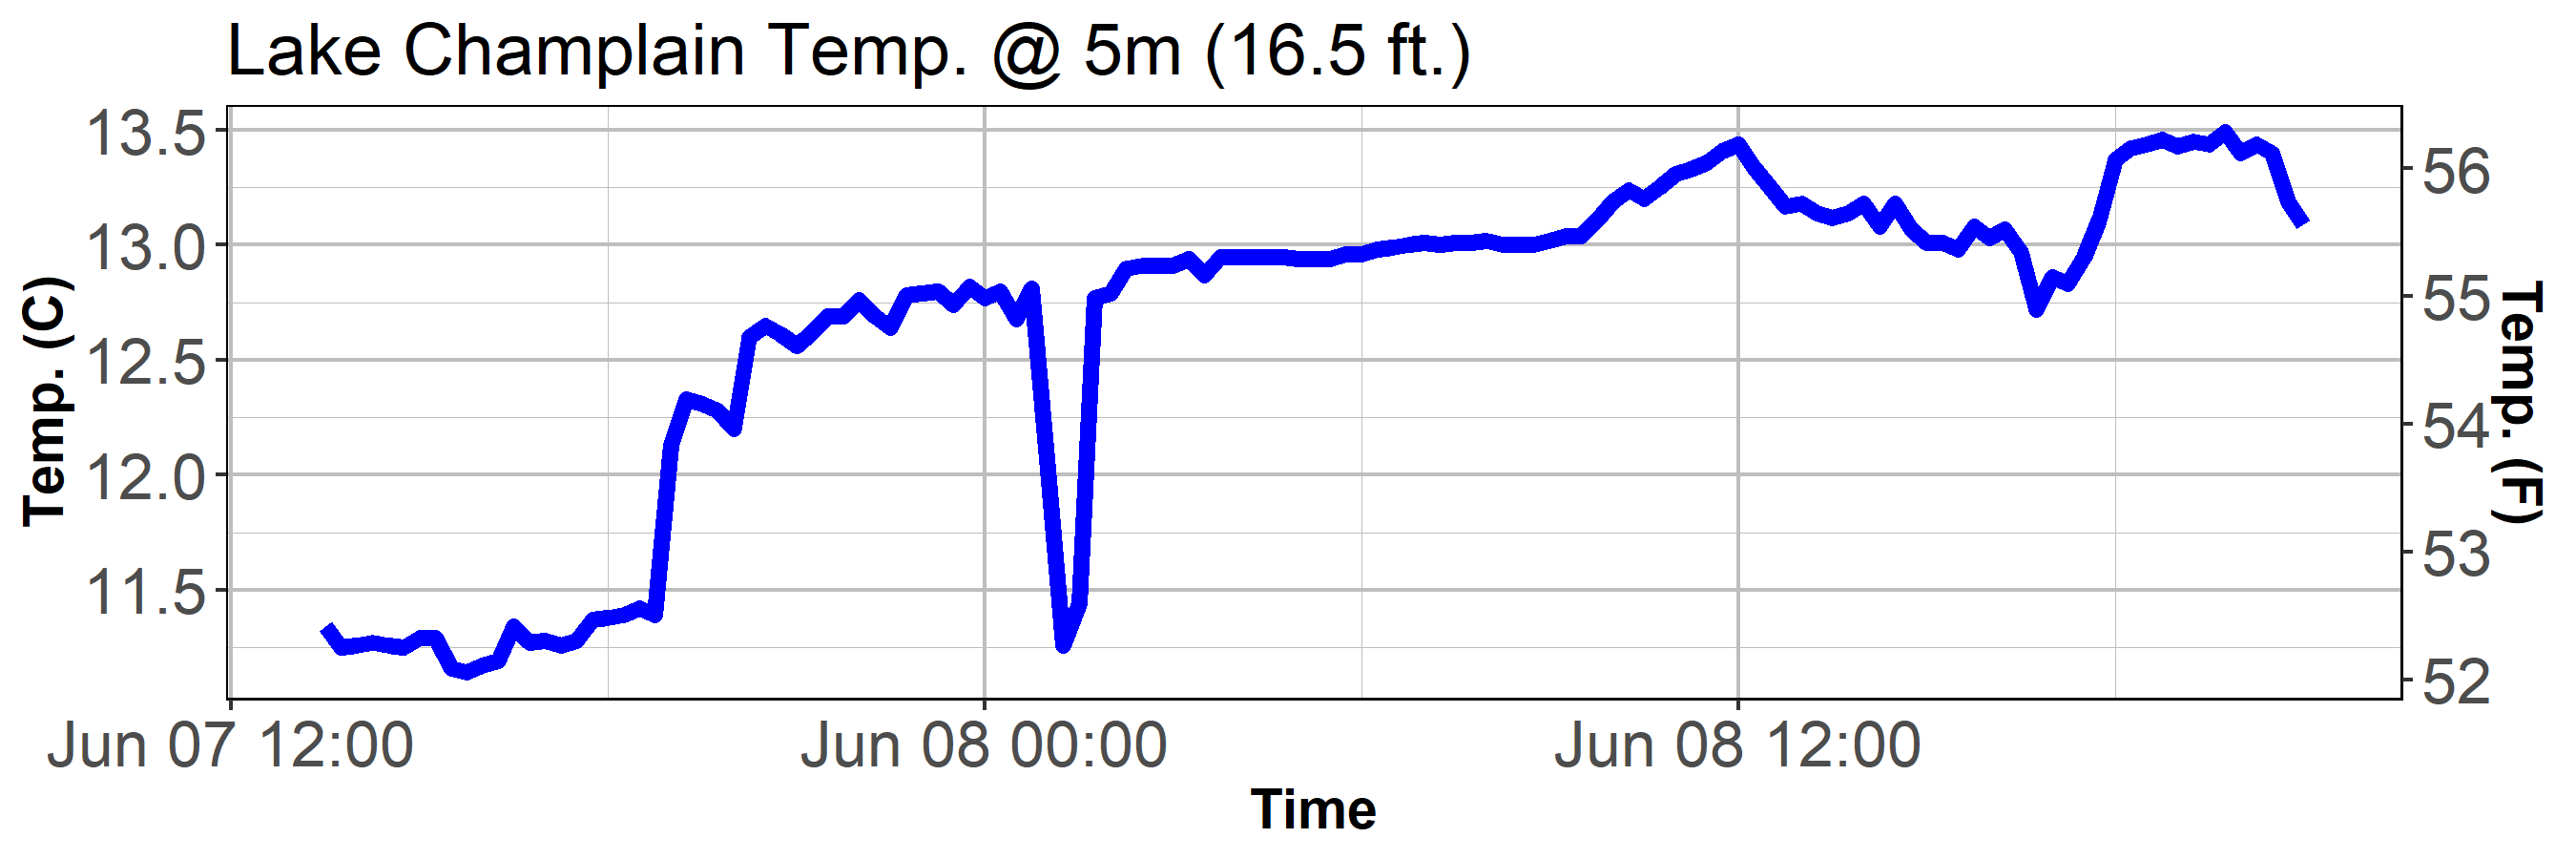 Lake Champlain Temp. @ 5m (16.5 ft.)
Temp. (C)
13.5
13.0
12.5
12.0
11.5
56
55
54
53
52
Temp. (F)
Jun 07 12:00
Jun 08 00:00
Jun 08 12:00
Time